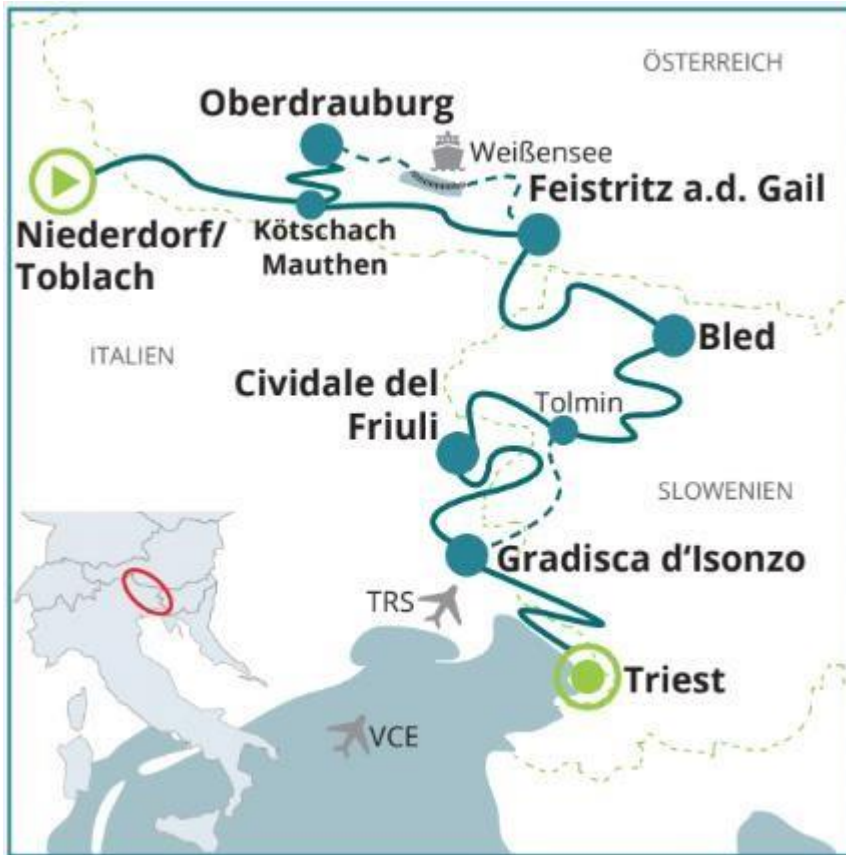 ÖSTERREICH
Oberdrauburg
Weißensee
Feistritz a.d. Gail
Niederdorf/
Toblach
Kötschach
Mauthen
ITALIEN
Bled
Cividale del
Friuli
Tolmin
SLOWENIEN
Gradisca d'Isonzo
TRS
Triest
VCE